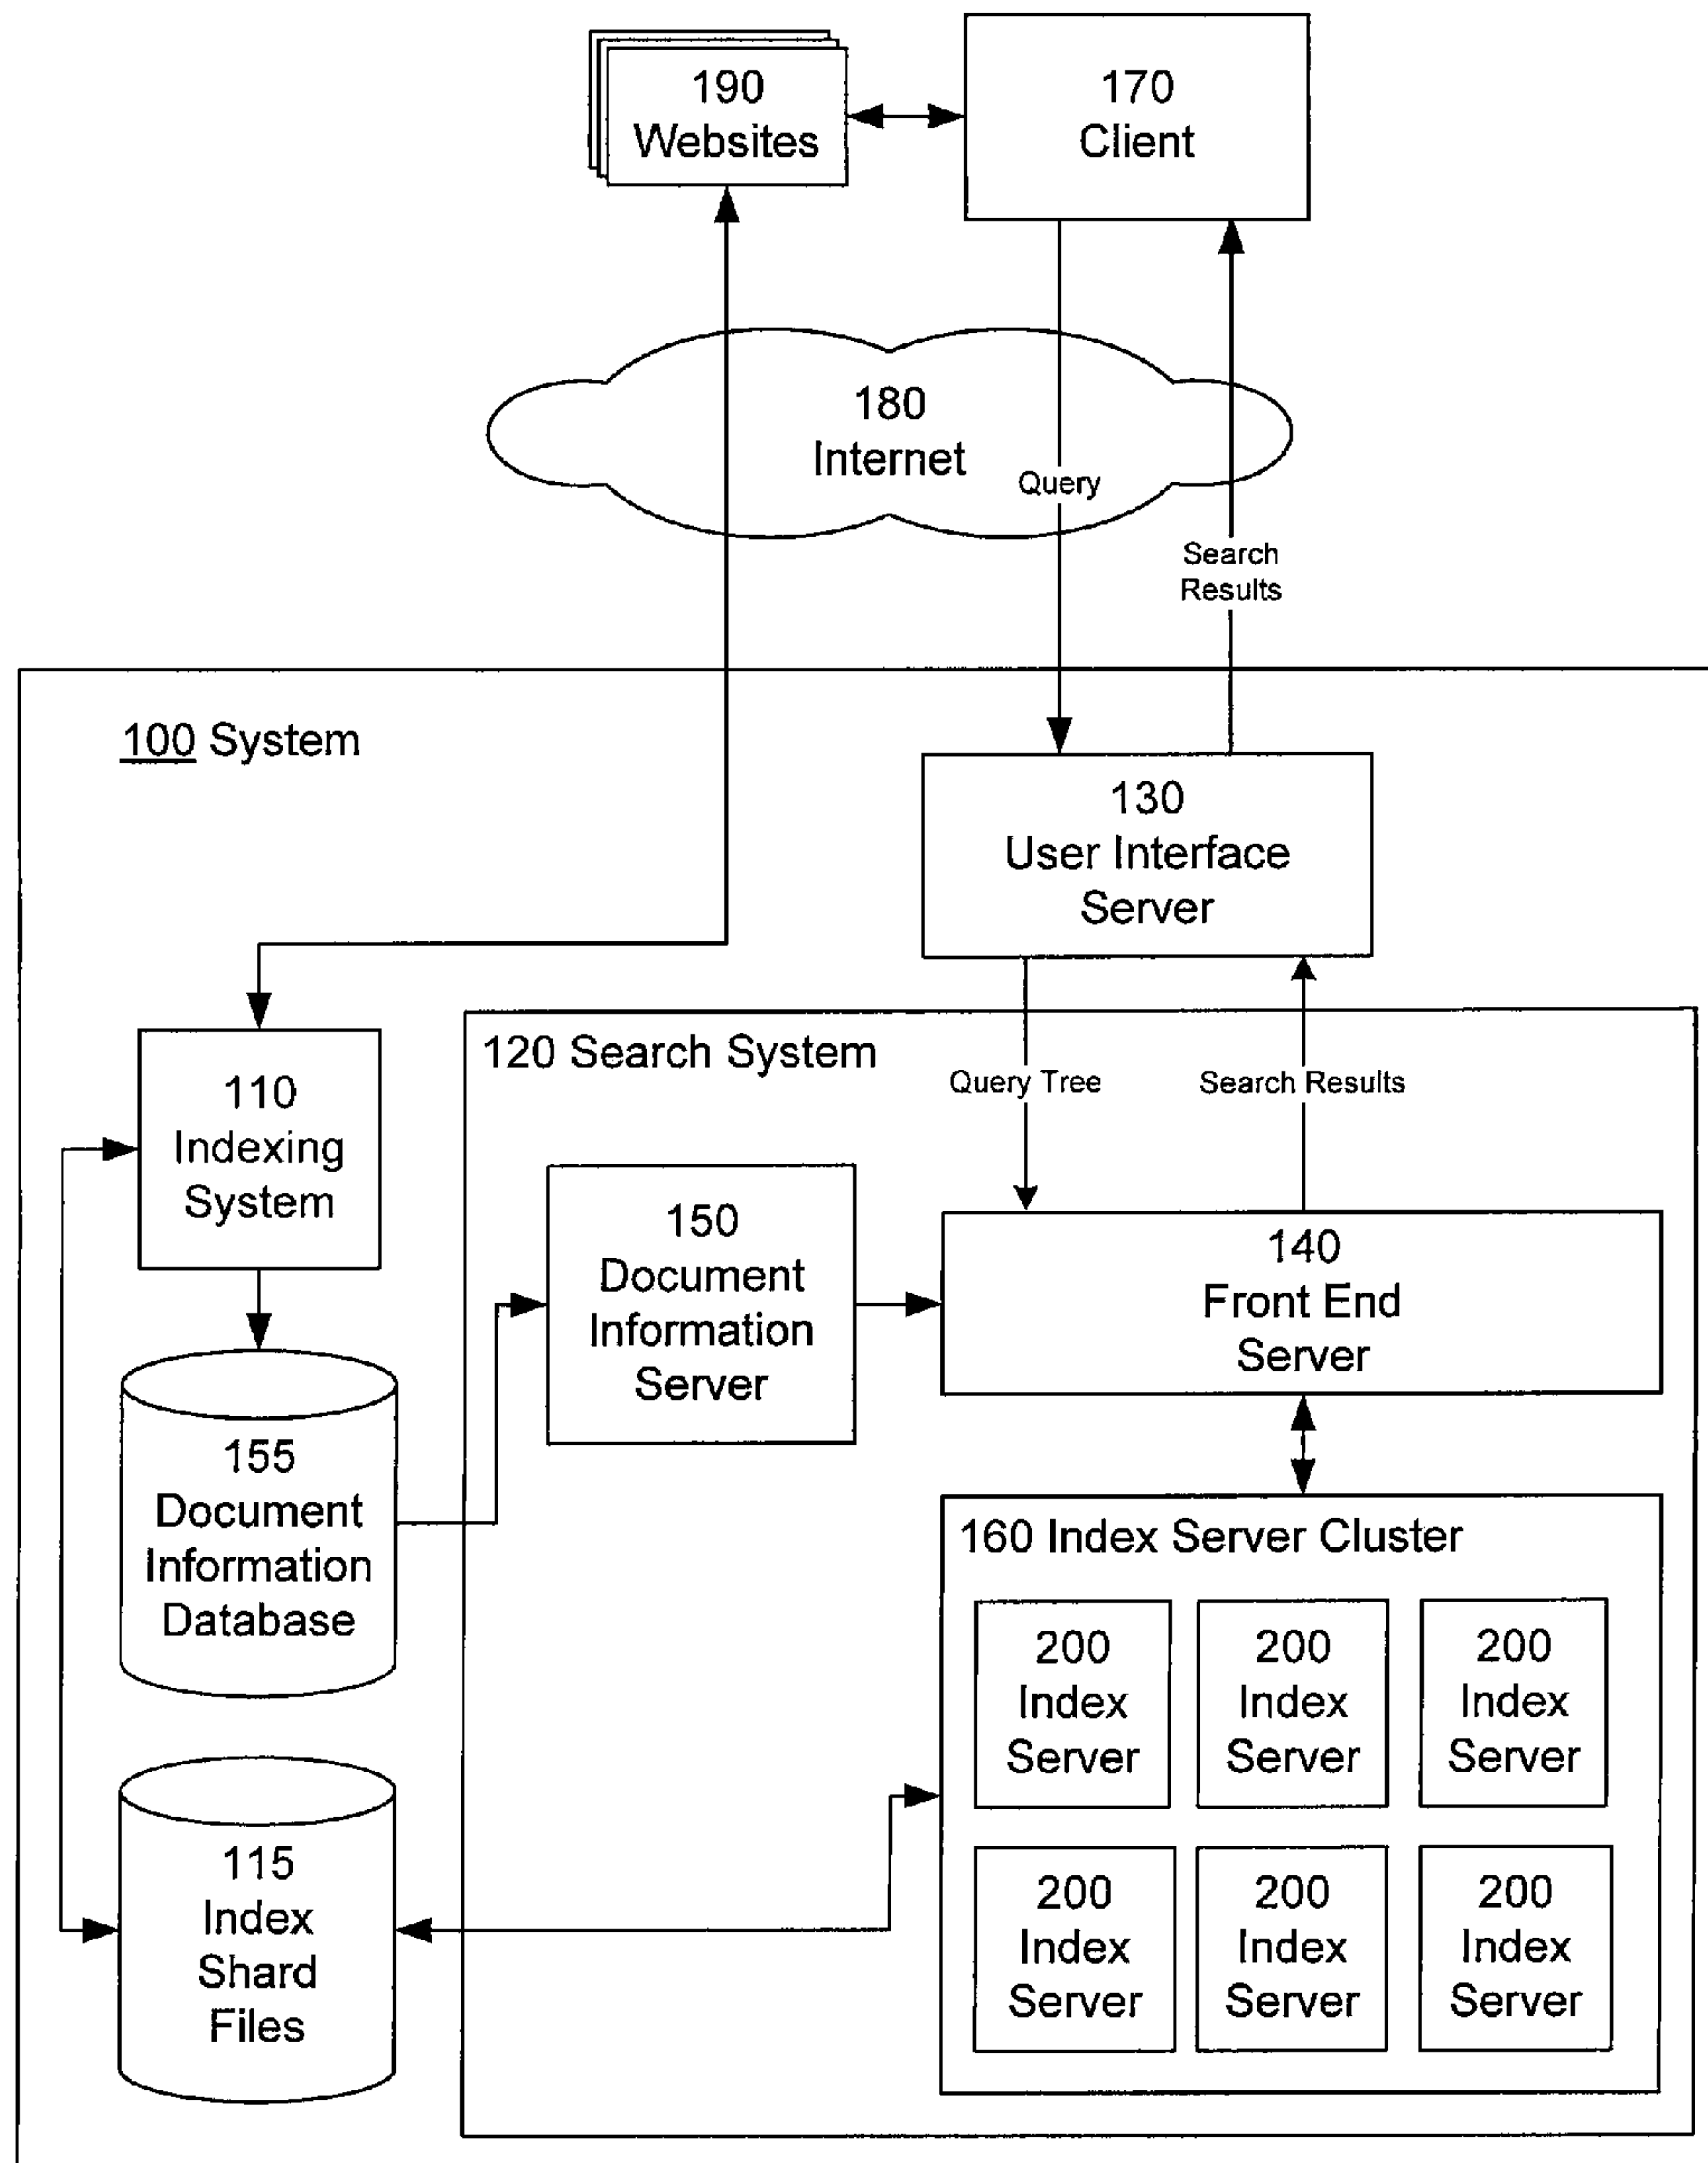 190
Websites
170
Client
180
Internet
Query
Search
Results
100 System
130
User Interface
Server
120 Search System
Query Tree
Search Results
110
Indexing
System
150
Document
Information
Server
140
Front End
Server
155
Document
Information
Database
160 Index Server Cluster
200
Index
Server
200
Index
Server
200
Index
Server
115
Index
Shard
Files
200
Index
Server
200
Index
Server
200
Index
Server